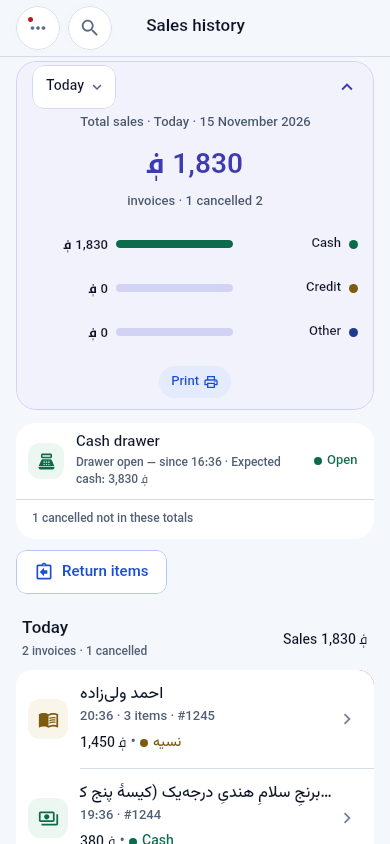 Sales history
Today
Total sales · Today · 15 November 2026
؋ 1,830
invoices · 1 cancelled 2
؋ 1,830
Cash
؋ 0
Credit
؋ 0
Other
Print
Cash drawer
Drawer open — since 16:36 · Expected
cash: 3,830 ؋
Open
1 cancelled not in these totals
Return items
Today
2 invoices · 1 cancelled
Sales 1,830 ؋
احمد ولی‌زاده
20:36 · 3 items · #1245
1,450 ؋ • نسیه
برنجِ سلامِ هندیِ درجه‌یک (کیسهٔ پنج ک...
19:36 · #1244
380 ؋ • Cash